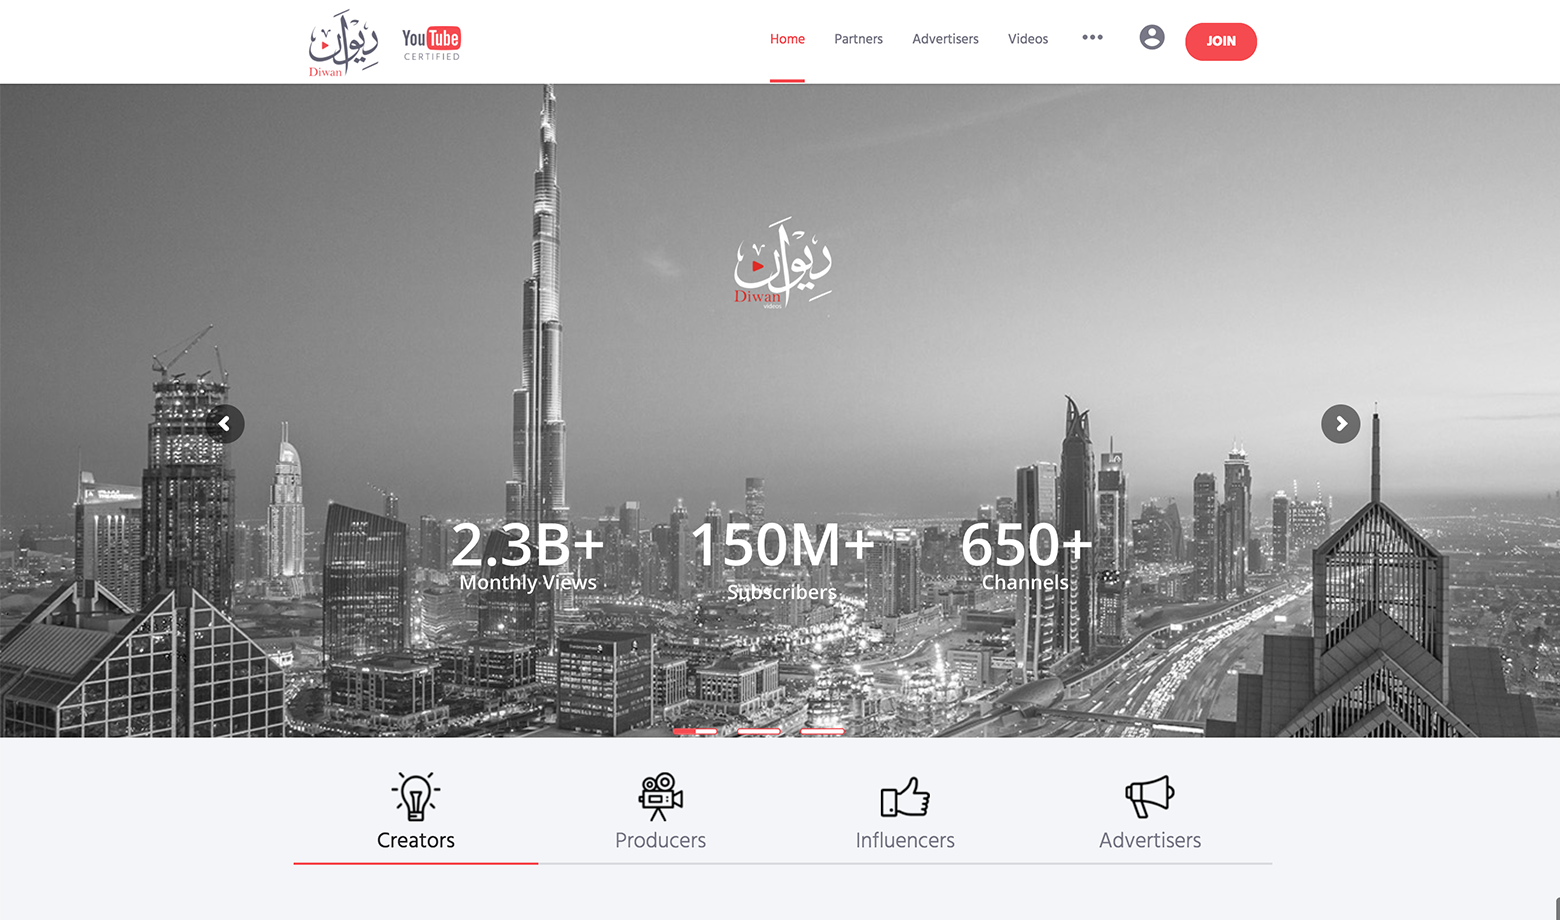 ديوان
Diwan
YouTube
CERTIFIED
Home
Partners
Advertisers
Videos
JOIN
ديوان
Diwan
videos
2.3B+
Monthly Views
150M+
Subscribers
650+
Channels
Creators
Producers
Influencers
Advertisers